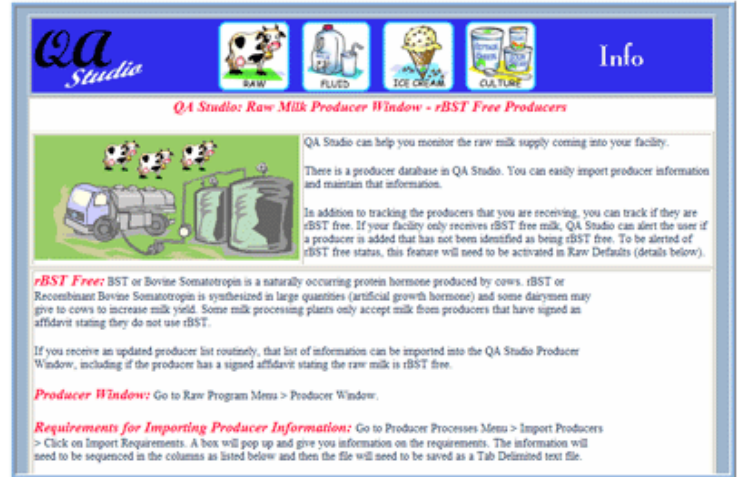 QA
Studio
RAW
FLUID
ICE CREAM
CULTURE
Info
QA Studio: Raw Milk Producer Window - rBST Free Producers
QA Studio can help you monitor the raw milk supply coming into your facility.
There is a producer database in QA Studio. You can easily import producer information
and maintain that information.
In addition to tracking the producers that you are receiving, you can track if they are
rBST free. If your facility only receives rBST free milk, QA Studio can alert the user if
a producer is added that has not been identified as being rBST free. To be alerted of
rBST free status, this feature will need to be activated in Raw Defaults (details below).
rBST Free: BST or Bovine Somatotropin is a naturally occurring protein hormone produced by cows. rBST or
Recombinant Bovine Somatotropin is synthesized in large quantities (artificial growth hormone) and some dairymen may
give to cows to increase milk yield. Some milk processing plants only accept milk from producers that have signed an
affidavit stating they do not use rBST.
If you receive an updated producer list routinely, that list of information can be imported into the QA Studio Producer
Window, including if the producer has a signed affidavit stating the raw milk is rBST free.
Producer Window: Go to Raw Program Menu > Producer Window.
Requirements for Importing Producer Information: Go to Producer Processes Menu > Import Producers
> Click on Import Requirements. A box will pop up and give you information on the requirements. The information will
need to be sequenced in the columns as listed below and then the file will need to be saved as a Tab Delimited text file.